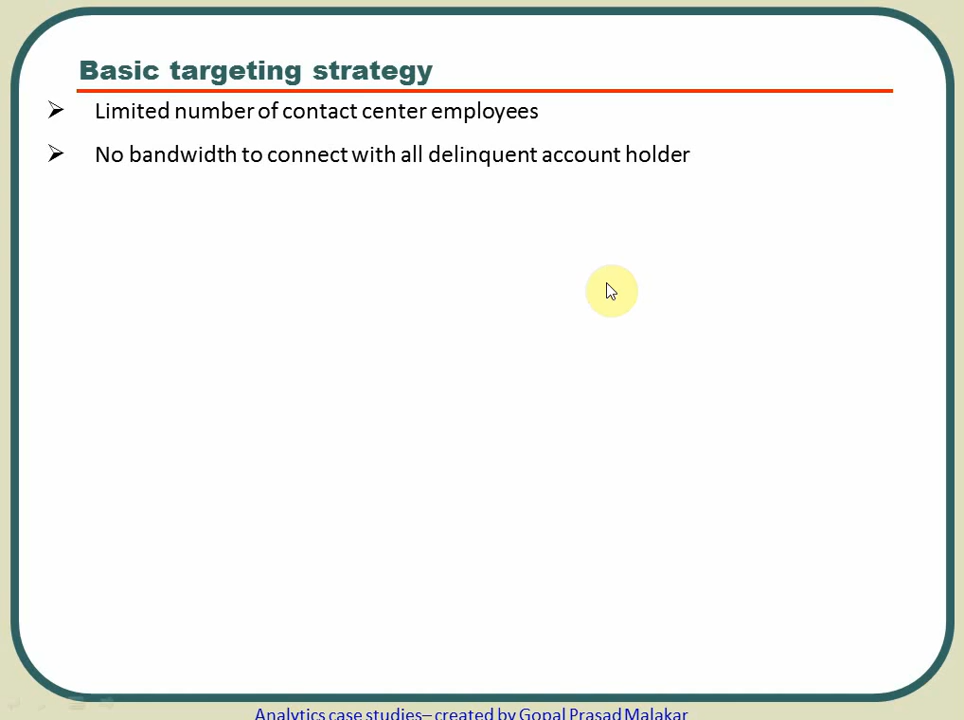 Basic targeting strategy
Limited number of contact center employees
No bandwidth to connect with all delinquent account holder
Analytics case studies– created by Gopal Prasad Malakar